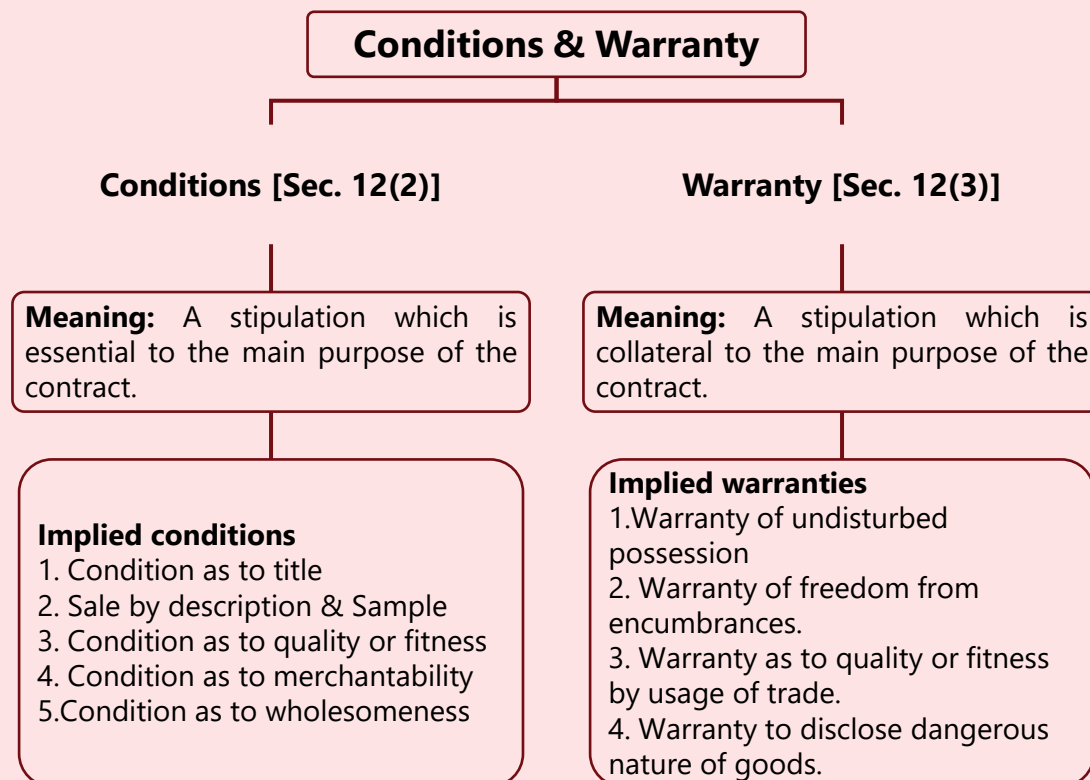 Conditions & Warranty
Conditions [Sec. 12(2)]
Warranty [Sec. 12(3)]
Meaning: A stipulation which is
essential to the main purpose of the
contract.
Meaning: A stipulation which is
collateral to the main purpose of the
contract.
Implied conditions
1. Condition as to title
2. Sale by description & Sample
3. Condition as to quality or fitness
4. Condition as to merchantability
5.Condition as to wholesomeness
Implied warranties
1.Warranty of undisturbed
possession
2. Warranty of freedom from
encumbrances.
3. Warranty as to quality or fitness
by usage of trade.
4. Warranty to disclose dangerous
nature of goods.